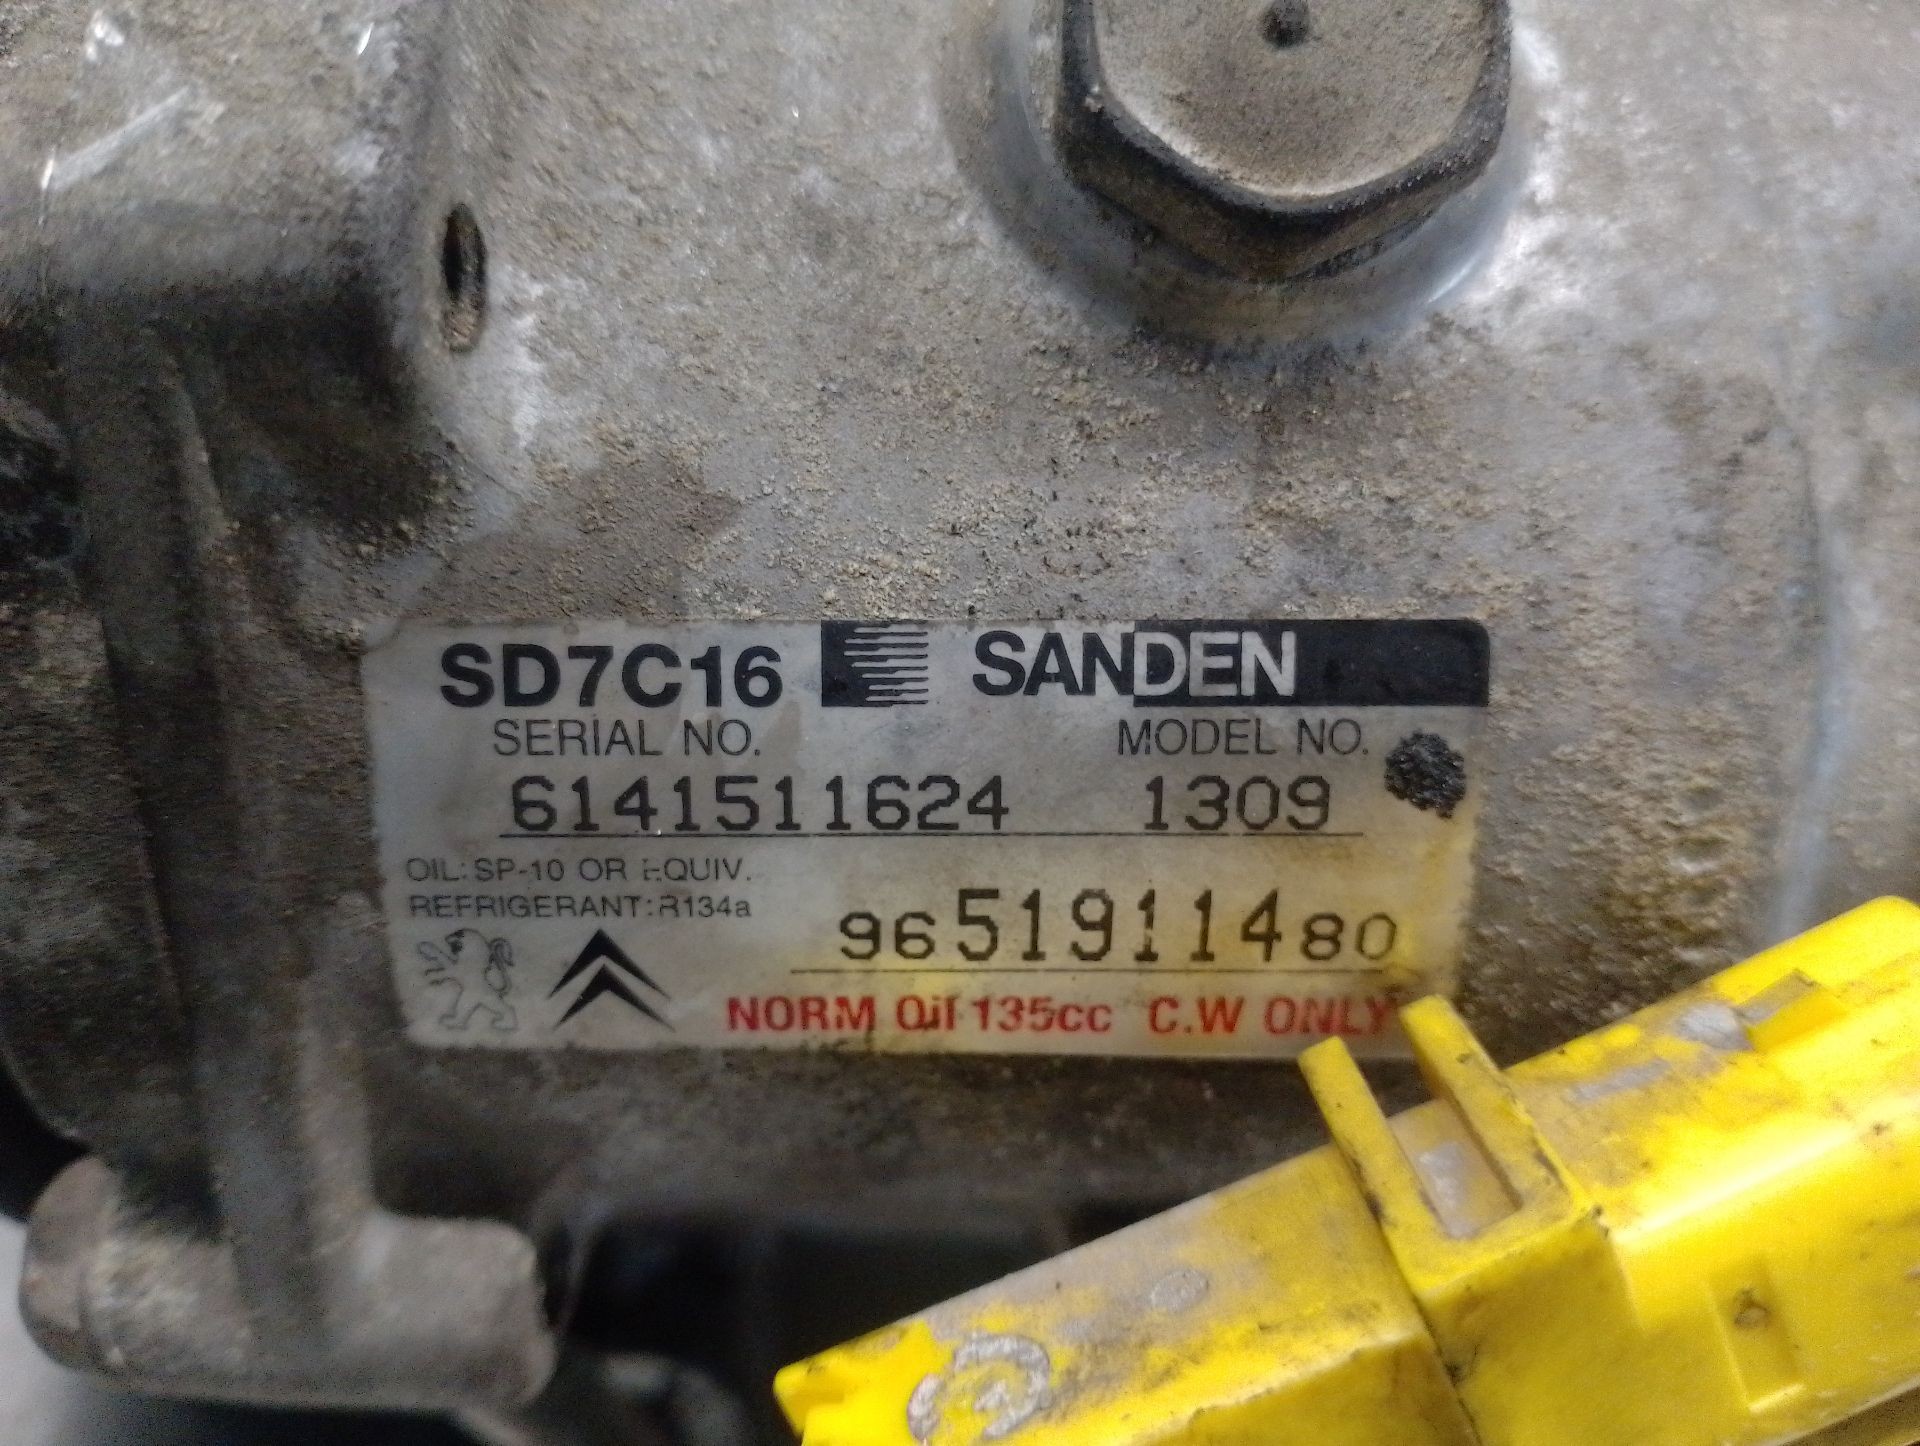 SD7C16 SANDEN
SERIAL NO. MODEL NO.
6141511624 1309
OIL: SP-10 OR EQUIV.
REFRIGERANT: R134a
9651911480
NORM Oil 135cc C.W ONLY